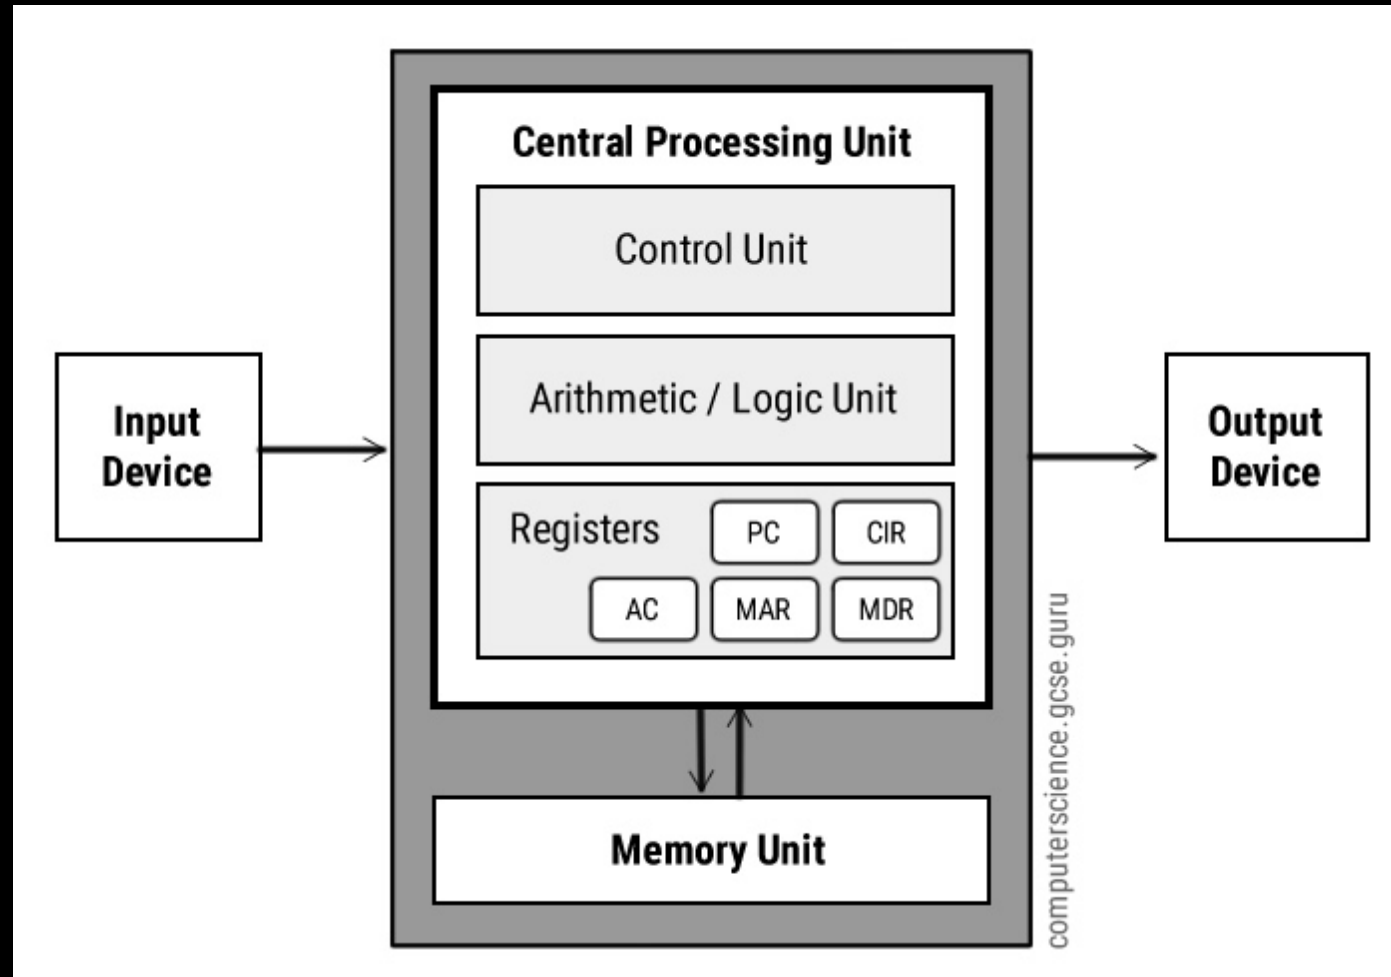 Central Processing Unit
Control Unit
Arithmetic / Logic Unit
Input
Device
Output
Device
Registers
PC
CIR
AC
MAR
MDR
Memory Unit
computerscience.gcse.guru